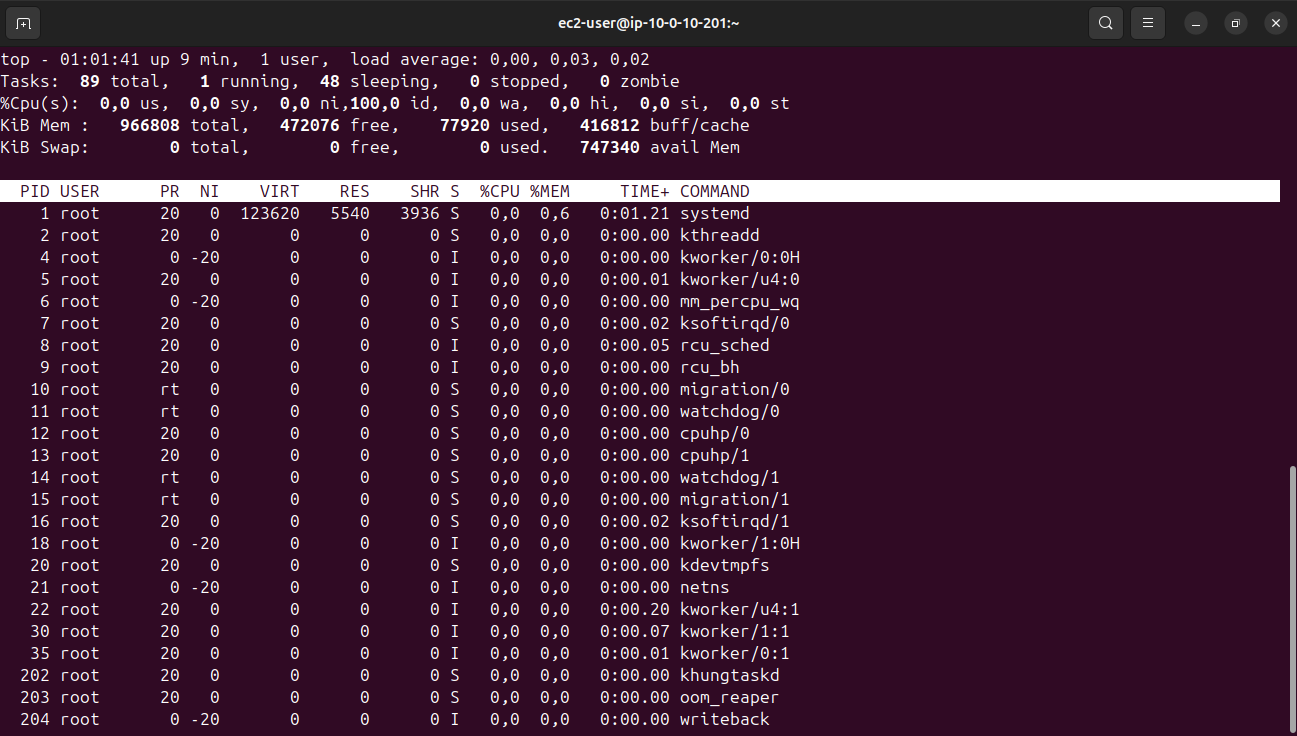 ec2-user@ip-10-0-10-201:~
top - 01:01:41 up 9 min,  1 user,  load average: 0,00, 0,03, 0,02
Tasks:  89 total,   1 running,  48 sleeping,   0 stopped,   0 zombie
%Cpu(s):  0,0 us,  0,0 sy,  0,0 ni,100,0 id,  0,0 wa,  0,0 hi,  0,0 si,  0,0 st
KiB Mem :   966808 total,   472076 free,    77920 used,   416812 buff/cache
KiB Swap:        0 total,        0 free,        0 used.   747340 avail Mem
  PID USER      PR  NI    VIRT    RES    SHR S  %CPU %MEM     TIME+ COMMAND
    1 root      20   0  123620   5540   3936 S   0,0  0,6   0:01.21 systemd
    2 root      20   0       0      0      0 S   0,0  0,0   0:00.00 kthreadd
    4 root       0 -20       0      0      0 I   0,0  0,0   0:00.00 kworker/0:0H
    5 root      20   0       0      0      0 I   0,0  0,0   0:00.01 kworker/u4:0
    6 root       0 -20       0      0      0 I   0,0  0,0   0:00.00 mm_percpu_wq
    7 root      20   0       0      0      0 S   0,0  0,0   0:00.02 ksoftirqd/0
    8 root      20   0       0      0      0 I   0,0  0,0   0:00.05 rcu_sched
    9 root      20   0       0      0      0 I   0,0  0,0   0:00.00 rcu_bh
   10 root      rt   0       0      0      0 S   0,0  0,0   0:00.00 migration/0
   11 root      rt   0       0      0      0 S   0,0  0,0   0:00.00 watchdog/0
   12 root      20   0       0      0      0 S   0,0  0,0   0:00.00 cpuhp/0
   13 root      20   0       0      0      0 S   0,0  0,0   0:00.00 cpuhp/1
   14 root      rt   0       0      0      0 S   0,0  0,0   0:00.00 watchdog/1
   15 root      rt   0       0      0      0 S   0,0  0,0   0:00.00 migration/1
   16 root      20   0       0      0      0 S   0,0  0,0   0:00.02 ksoftirqd/1
   18 root       0 -20       0      0      0 I   0,0  0,0   0:00.00 kworker/1:0H
   20 root      20   0       0      0      0 S   0,0  0,0   0:00.00 kdevtmpfs
   21 root       0 -20       0      0      0 I   0,0  0,0   0:00.00 netns
   22 root      20   0       0      0      0 I   0,0  0,0   0:00.20 kworker/u4:1
   30 root      20   0       0      0      0 I   0,0  0,0   0:00.07 kworker/1:1
   35 root      20   0       0      0      0 I   0,0  0,0   0:00.01 kworker/0:1
  202 root      20   0       0      0      0 S   0,0  0,0   0:00.00 khungtaskd
  203 root      20   0       0      0      0 S   0,0  0,0   0:00.00 oom_reaper
  204 root       0 -20       0      0      0 I   0,0  0,0   0:00.00 writeback